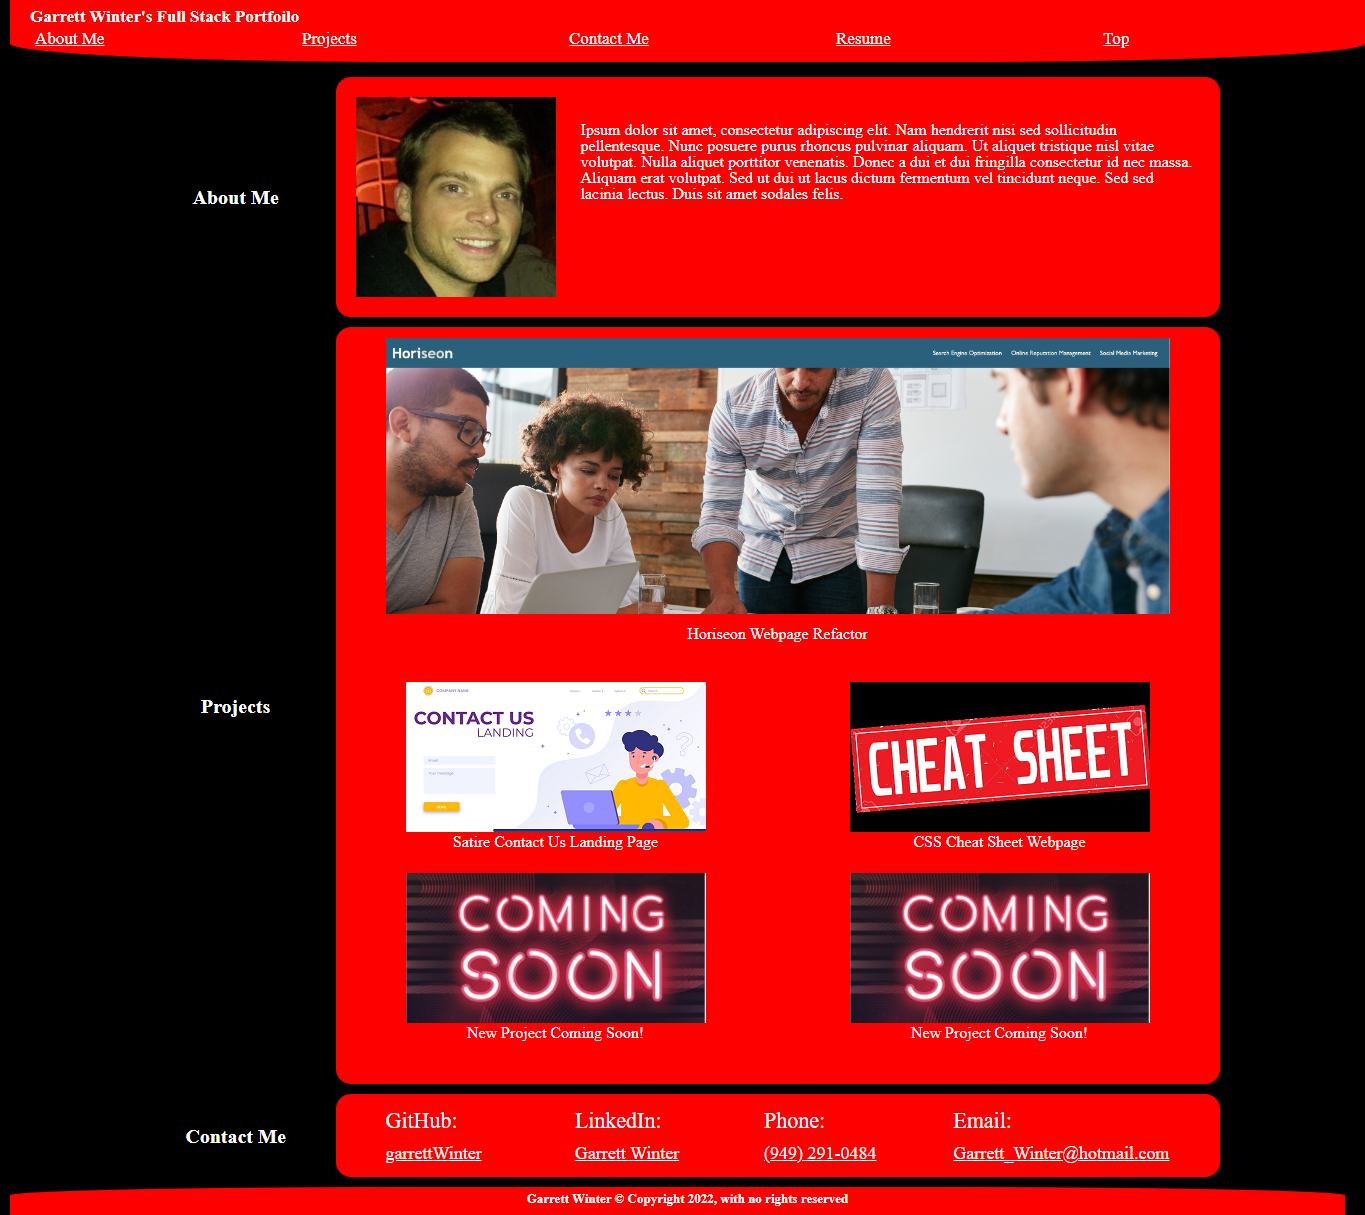 Garrett Winter's Full Stack Portfoilo
About Me Projects Contact Me Resume Top
About Me
Ipsum dolor sit amet, consectetur adipiscing elit. Nam hendrerit nisi sed sollicitudin
pellentesque. Nunc posuere purus rhoncus pulvinar aliquam. Ut aliquet tristique nisl vitae
volutpat. Nulla aliquet porttitor venenatis. Donec a dui et dui fringilla consectetur id nec massa.
Aliquam erat volutpat. Sed ut dui ut lacus dictum fermentum vel tincidunt neque. Sed sed
lacinia lectus. Duis sit amet sodales felis.
Projects
Horiseon Search Engine Optimization Online Reputation Management Social Media Marketing
Horiseon Webpage Refactor
COMPANY NAME
CONTACT US
LANDING
Email
Your message
Satire Contact Us Landing Page
CHEAT SHEET
CSS Cheat Sheet Webpage
COMING
SOON
New Project Coming Soon!
COMING
SOON
New Project Coming Soon!
Contact Me
GitHub: LinkedIn: Phone: Email:
garrettWinter Garrett Winter (949) 291-0484 Garrett_Winter@hotmail.com
Garrett Winter © Copyright 2022, with no rights reserved